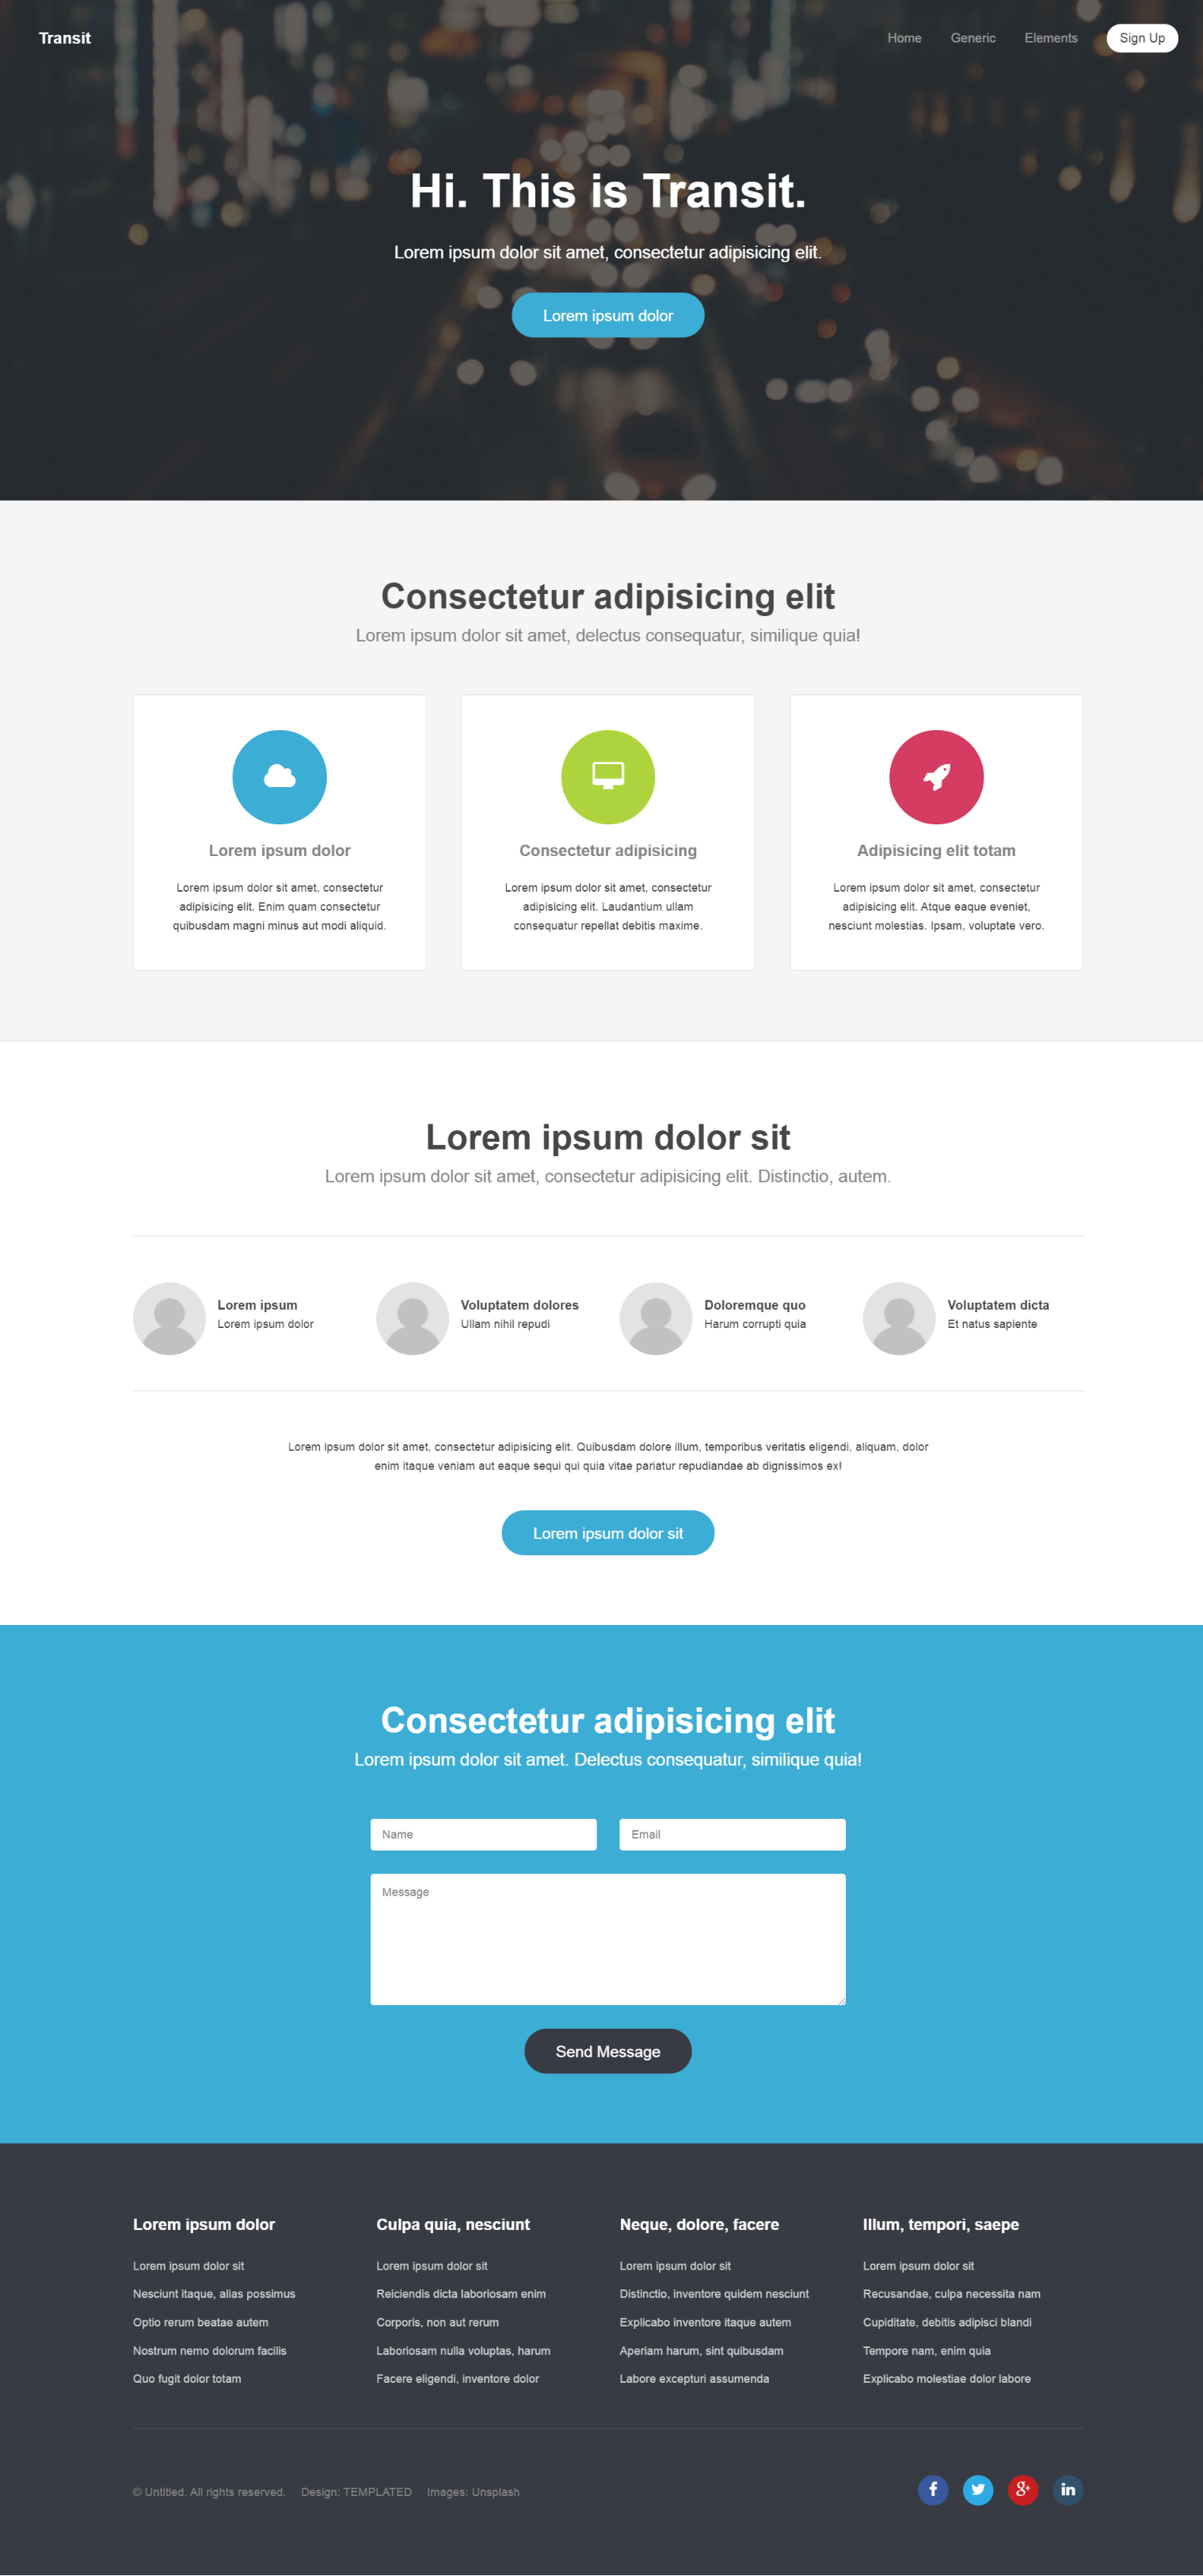 Transit
Home Generic Elements Sign Up
Hi. This is Transit.
Lorem ipsum dolor sit amet, consectetur adipisicing elit.
Lorem ipsum dolor
Consectetur adipisicing elit
Lorem ipsum dolor sit amet, delectus consequatur, similique quia!
Lorem ipsum dolor
Lorem ipsum dolor sit amet, consectetur
adipisicing elit. Enim quam consectetur
quibusdam magni minus aut modi aliquid.
Consectetur adipisicing
Lorem ipsum dolor sit amet, consectetur
adipisicing elit. Laudantium ullam
consequatur repellat debitis maxime.
Adipisicing elit totam
Lorem ipsum dolor sit amet, consectetur
adipisicing elit. Atque eaque eveniet,
nesciunt molestias. Ipsam, voluptate vero.
Lorem ipsum dolor sit
Lorem ipsum dolor sit amet, consectetur adipisicing elit. Distinctio, autem.
Lorem ipsum
Lorem ipsum dolor
Voluptatem dolores
Ullam nihil repudi
Doloremque quo
Harum corrupti quia
Voluptatem dicta
Et natus sapiente
Lorem ipsum dolor sit amet, consectetur adipisicing elit. Quibusdam dolore illum, temporibus veritatis eligendi, aliquam, dolor
enim itaque veniam aut eaque sequi qui quia vitae pariatur repudiandae ab dignissimos ex!
Lorem ipsum dolor sit
Consectetur adipisicing elit
Lorem ipsum dolor sit amet. Delectus consequatur, similique quia!
Name
Email
Message
Send Message
Lorem ipsum dolor
Lorem ipsum dolor sit
Nesciunt itaque, alias possimus
Optio rerum beatae autem
Nostrum nemo dolorum facilis
Quo fugit dolor totam
Culpa quia, nesciunt
Lorem ipsum dolor sit
Reiciendis dicta laboriosam enim
Corporis, non aut rerum
Laboriosam nulla voluptas, harum
Facere eligendi, inventore dolor
Neque, dolore, facere
Lorem ipsum dolor sit
Distinctio, inventore quidem nesciunt
Explicabo inventore itaque autem
Aperiam harum, sint quibusdam
Labore excepturi assumenda
Illum, tempori, saepe
Lorem ipsum dolor sit
Recusandae, culpa necessita nam
Cupiditate, debitis adipisci blandi
Tempore nam, enim quia
Explicabo molestiae dolor labore
© Untitled. All rights reserved. Design: TEMPLATED Images: Unsplash
f g+ in